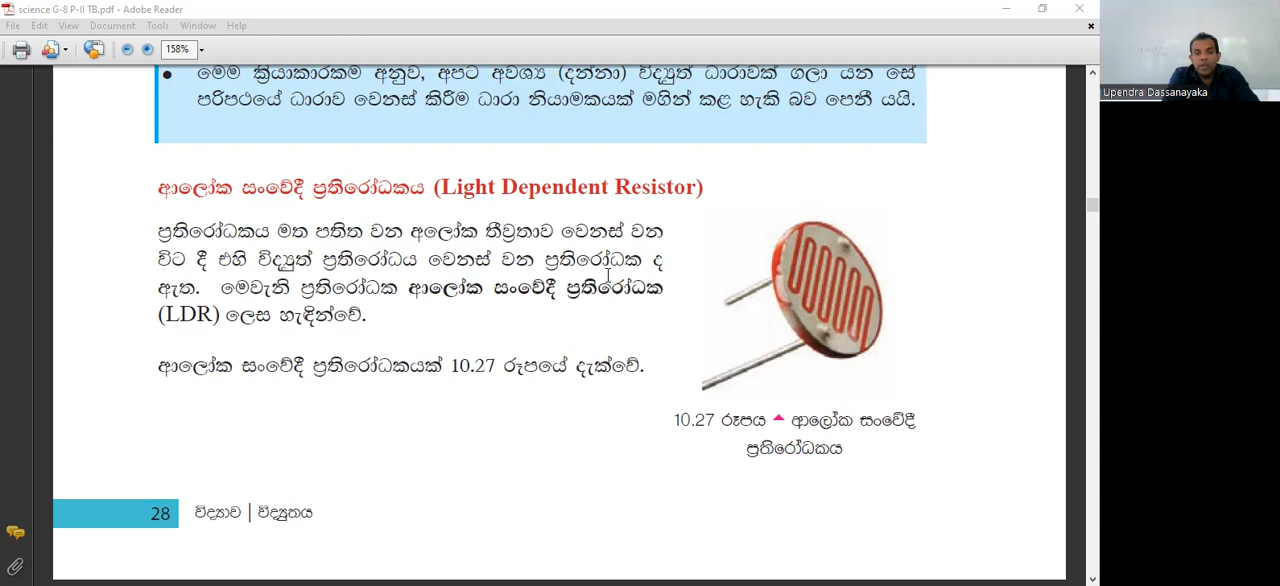 science G-8 P-II TB.pdf - Adobe Reader
File Edit View Document Tools Window Help
158%
Upendra Dassanayaka
● මෙම ක්‍රියාකාරකම අනුව, අපට අවශ්‍ය (දන්නා) විද්‍යුත් ධාරාවක් ගලා යන සේ
පරිපථයේ ධාරාව වෙනස් කිරීම ධාරා නියාමකයක් මගින් කළ හැකි බව පෙනී යයි.
ආලෝක සංවේදී ප්‍රතිරෝධකය (Light Dependent Resistor)
ප්‍රතිරෝධකය මත පතිත වන අලෝක තීව්‍රතාව වෙනස් වන
විට දී එහි විද්‍යුත් ප්‍රතිරෝධය වෙනස් වන ප්‍රතිරෝධක ද
ඇත. මෙවැනි ප්‍රතිරෝධක ආලෝක සංවේදී ප්‍රතිරෝධක
(LDR) ලෙස හැඳින්වේ.
ආලෝක සංවේදී ප්‍රතිරෝධකයක් 10.27 රූපයේ දැක්වේ.
10.27 රූපය ▲ ආලෝක සංවේදී
ප්‍රතිරෝධකය
28 විද්‍යාව | විද්‍යුතය